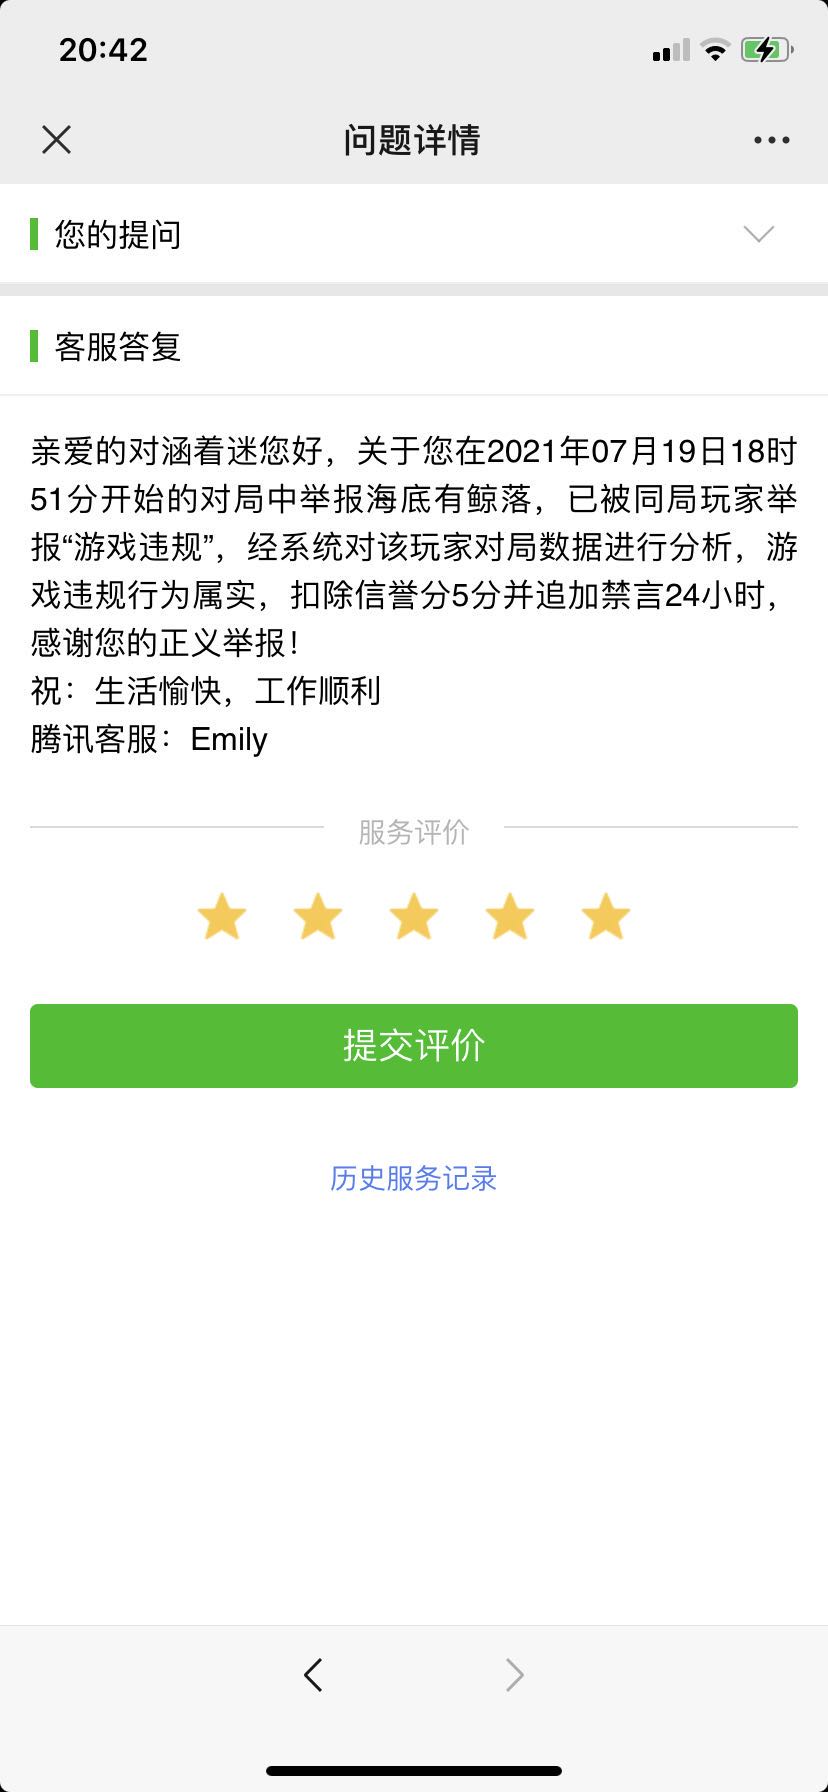 20:42
问题详情
您的提问
客服答复
亲爱的对涵着迷您好，关于您在2021年07月19日18时
51分开始的对局中举报海底有鲸落，已被同局玩家举
报“游戏违规”，经系统对该玩家对局数据进行分析，游
戏违规行为属实，扣除信誉分5分并追加禁言24小时，
感谢您的正义举报！
祝：生活愉快，工作顺利
腾讯客服：Emily
服务评价
提交评价
历史服务记录